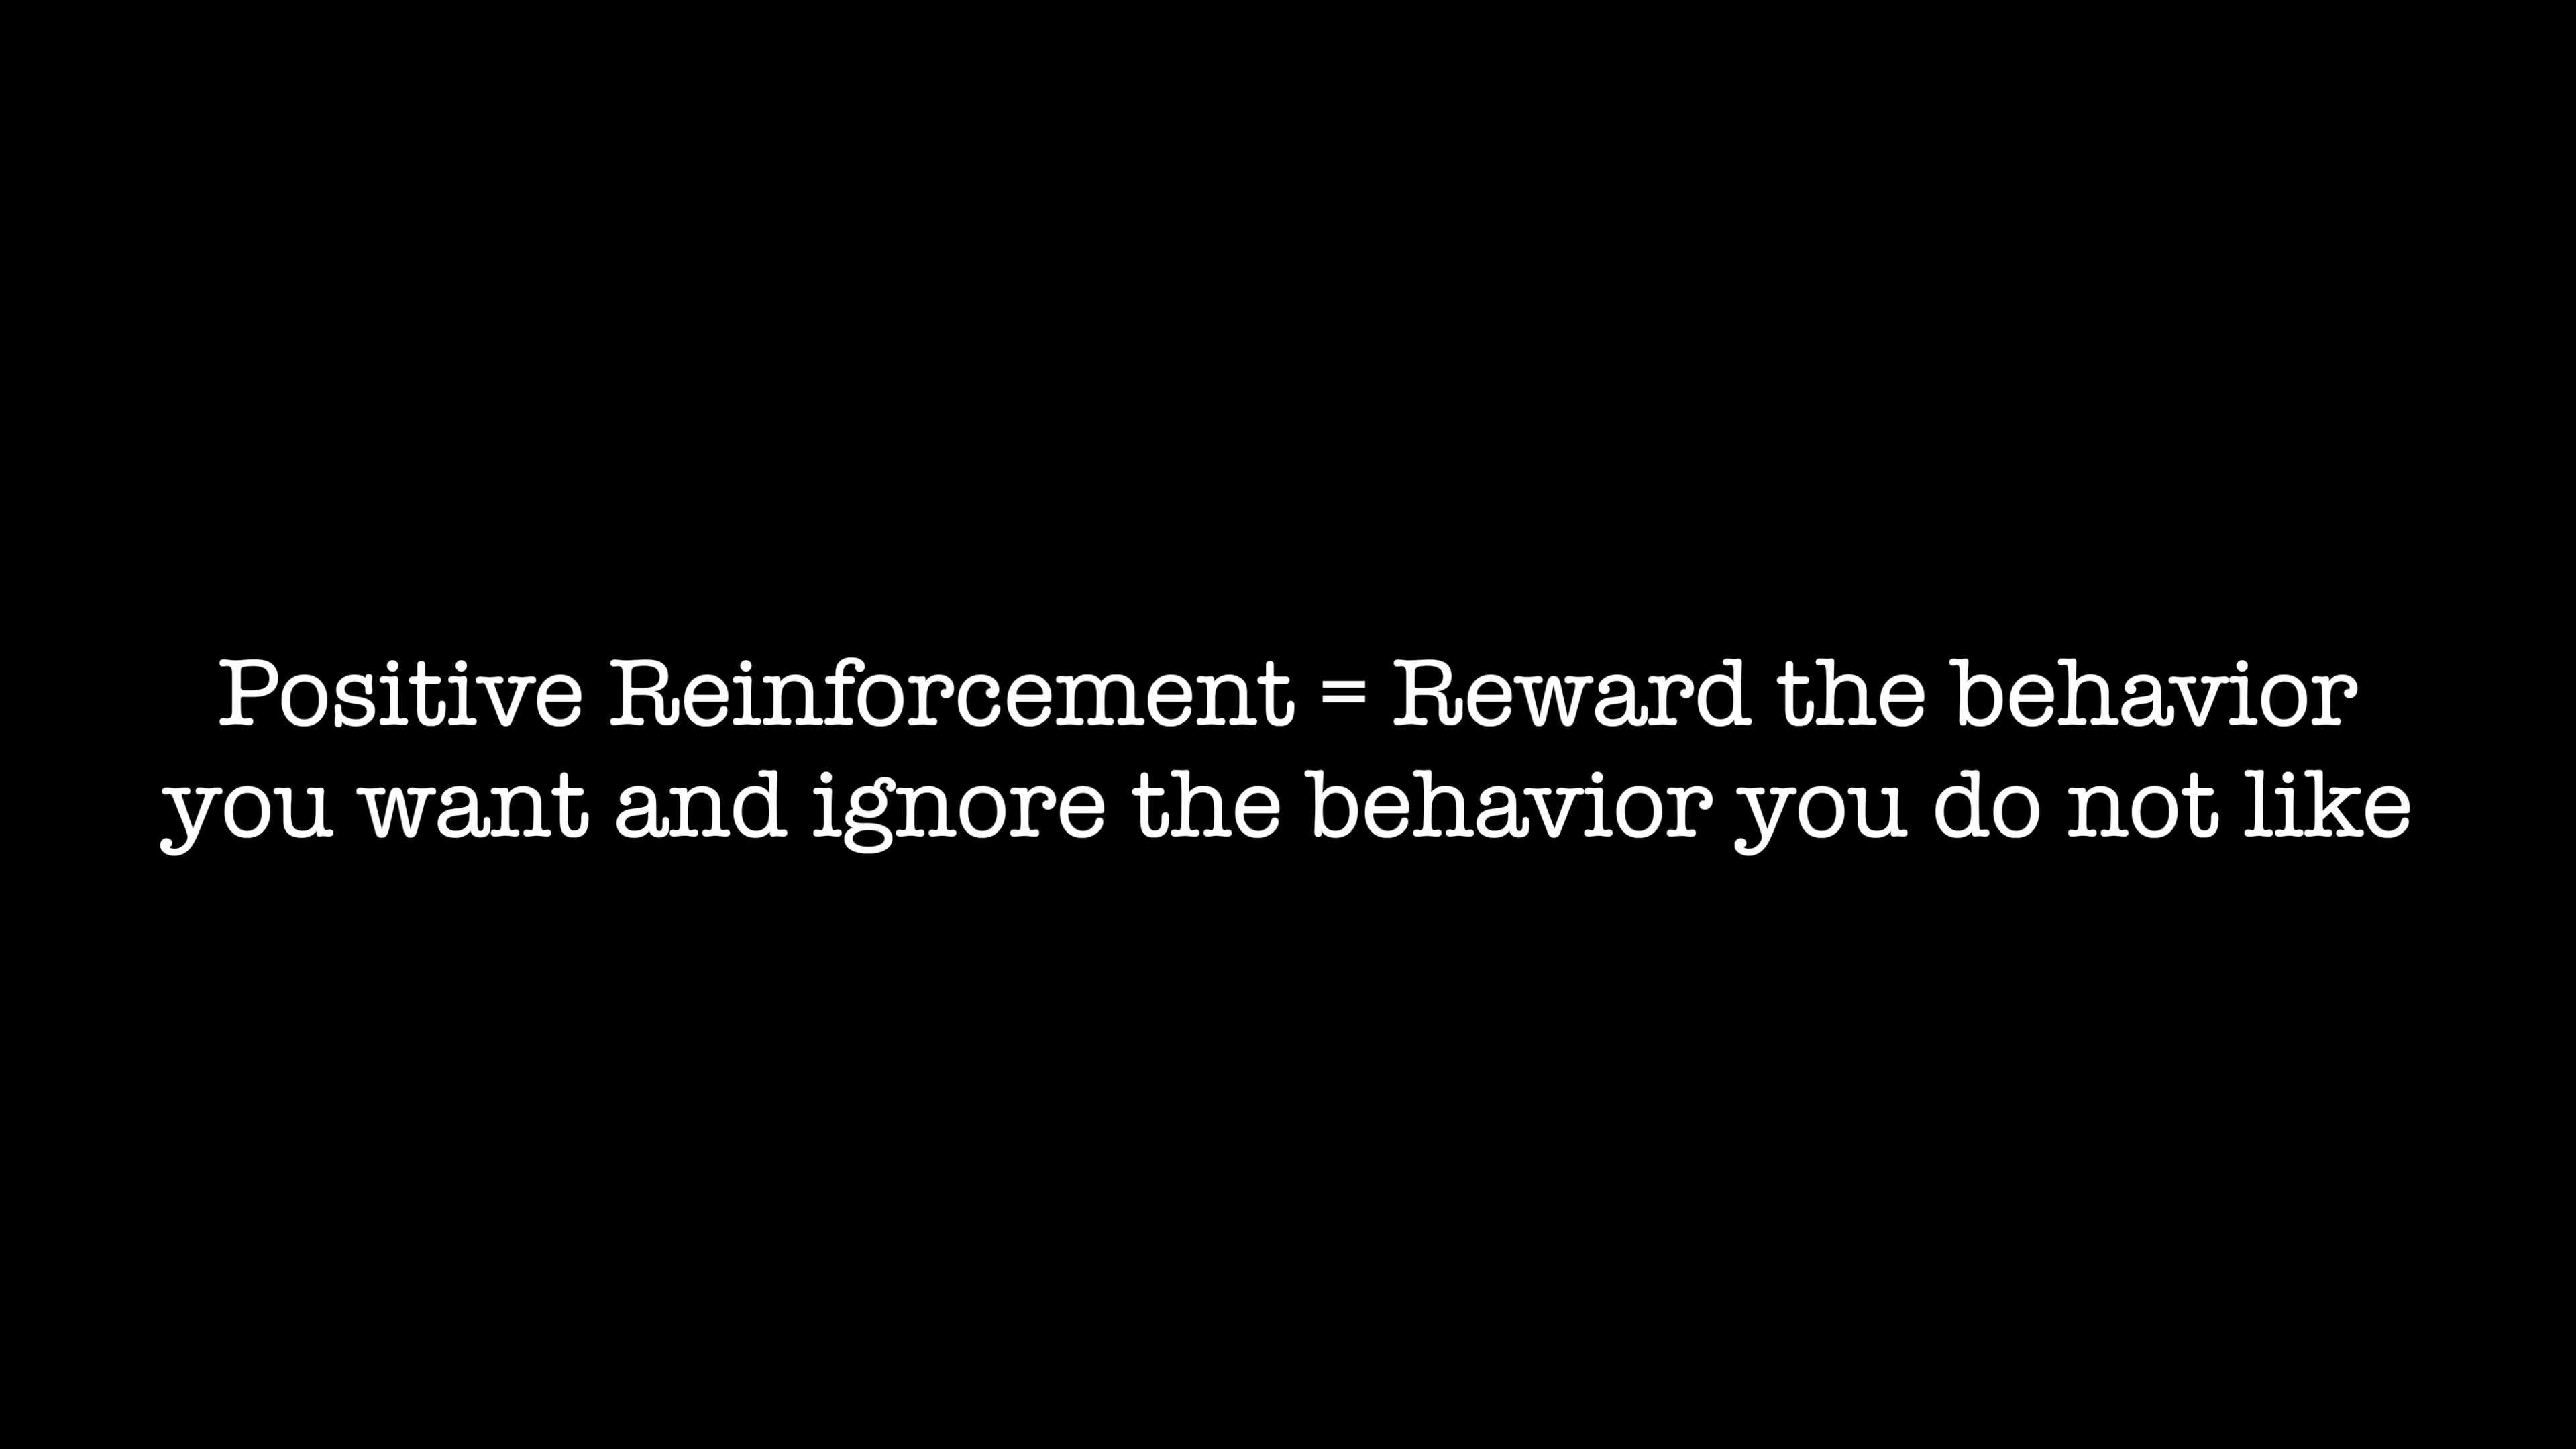 Positive Reinforcement = Reward the behavior
you want and ignore the behavior you do not like